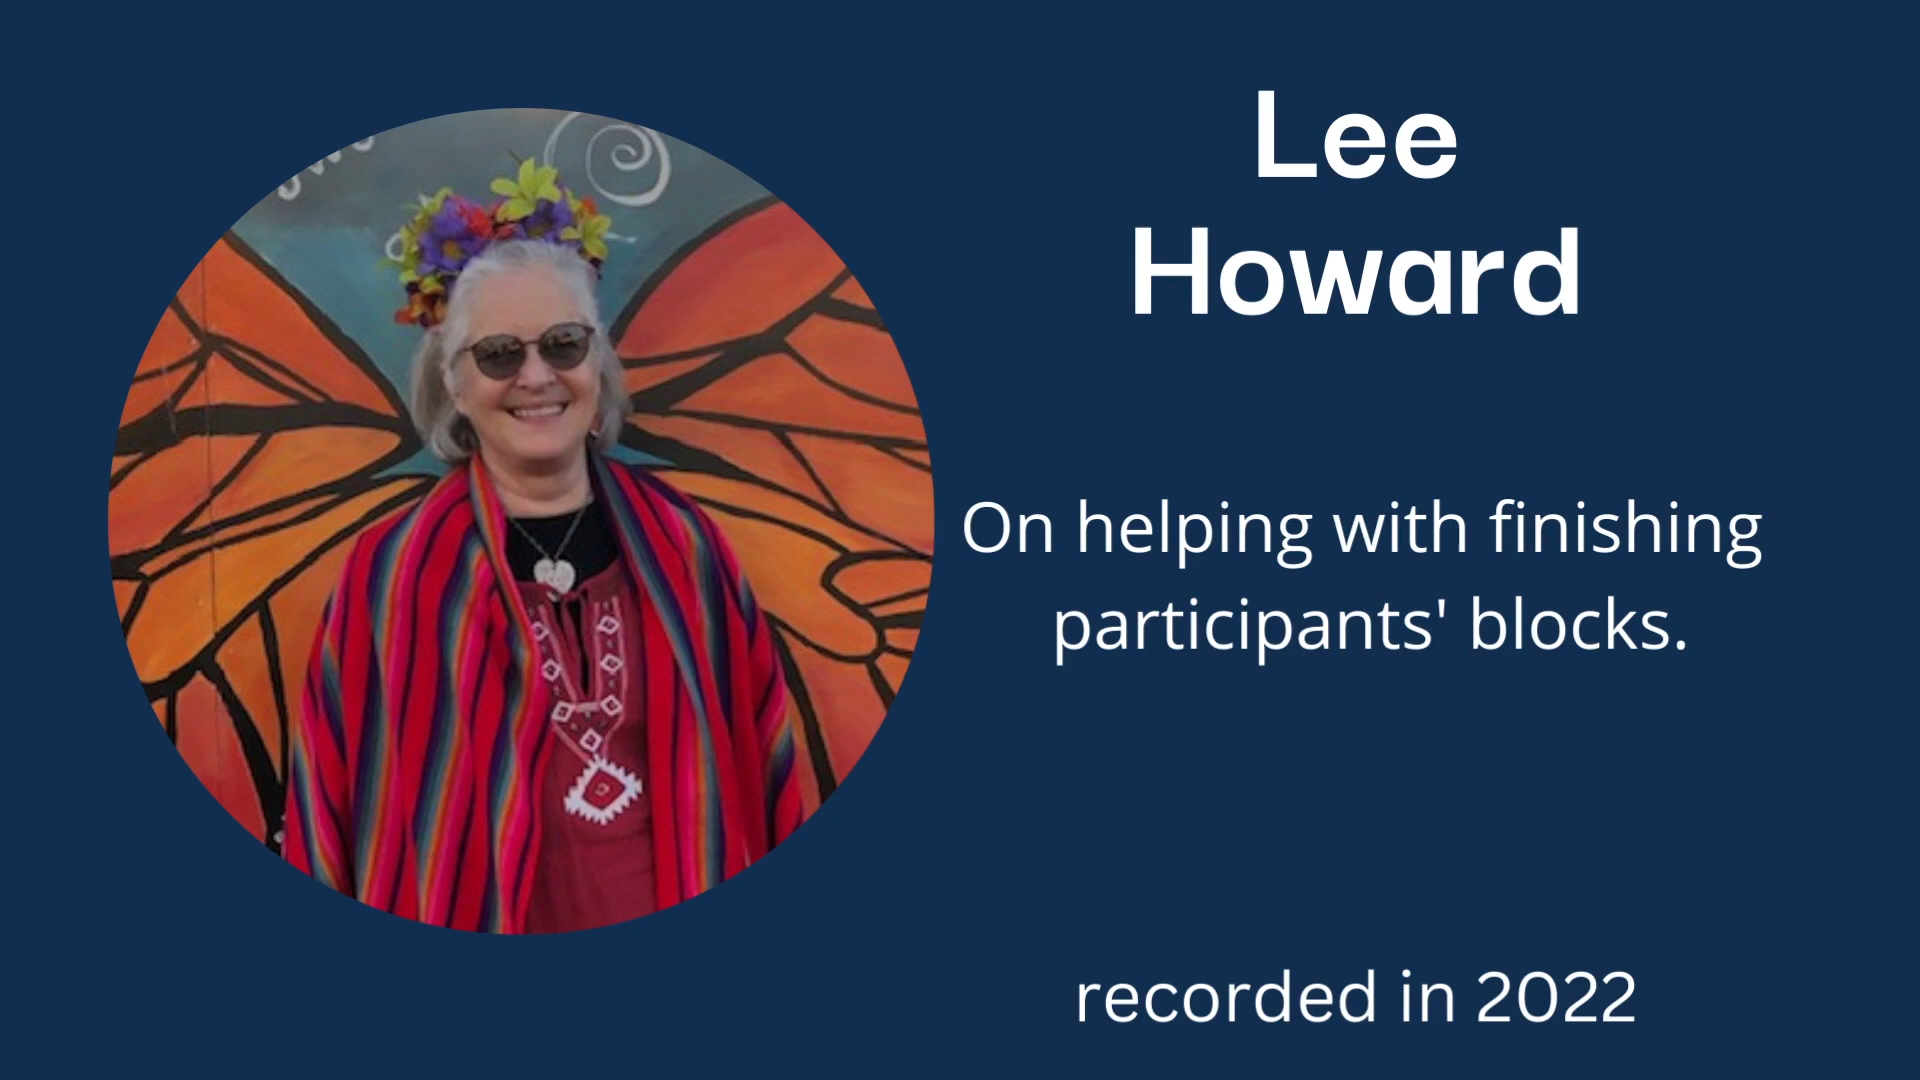 Lee
Howard
On helping with finishing
participants' blocks.
recorded in 2022